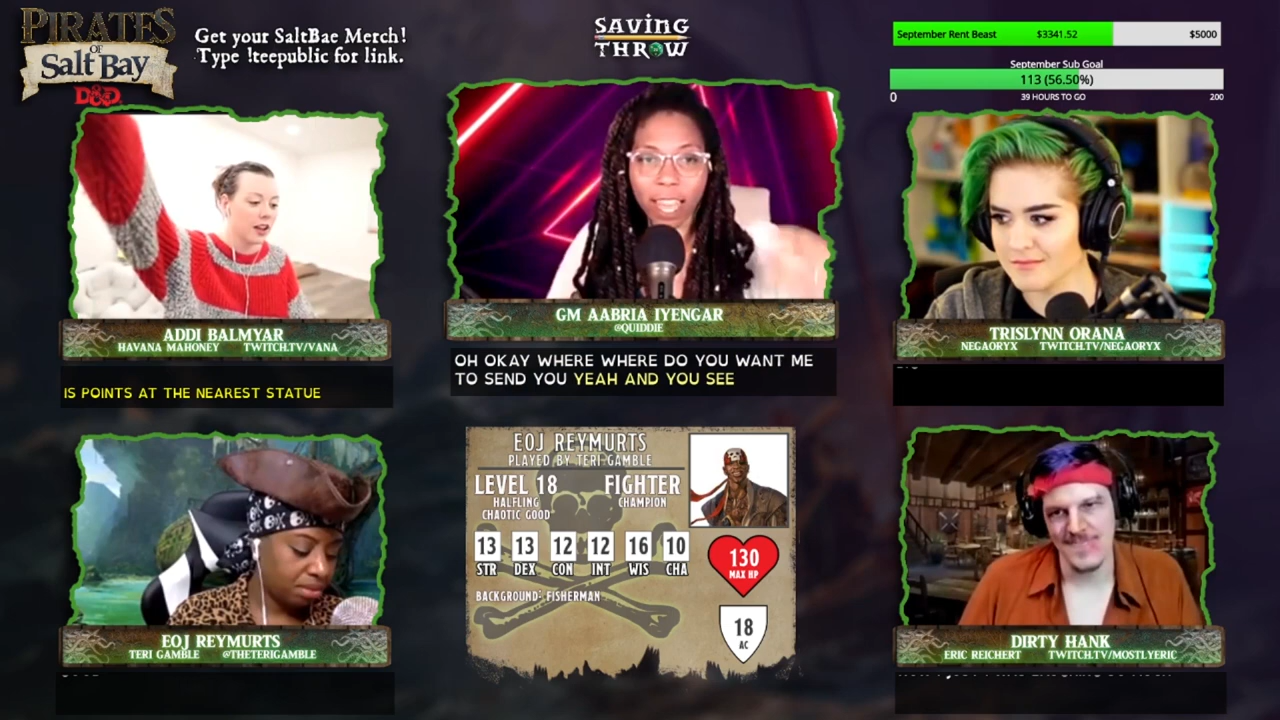 PIRATES
OF
Salt Bay
D&D
Get your SaltBae Merch!
Type !teepublic for link.
SAVING
THROW
September Rent Beast $3341.52 $5000
September Sub Goal
113 (56.50%)
0 39 HOURS TO GO 200
ADDI BALMYAR
HAVANA MAHONEY TWITCH.TV/VANA
IS POINTS AT THE NEAREST STATUE
GM AABRIA IYENGAR
@QUIDDIE
OH OKAY WHERE WHERE DO YOU WANT ME
TO SEND YOU YEAH AND YOU SEE
TRISLYNN ORANA
NEGAORYX TWITCH.TV/NEGAORYX
EOJ REYMURTS
TERI GAMBLE @THETERIGAMBLE
EOJ REYMURTS
PLAYED BY TERI GAMBLE
LEVEL 18 FIGHTER
HALFLING CHAMPION
CHAOTIC GOOD
13 13 12 12 16 10
STR DEX CON INT WIS CHA
BACKGROUND: FISHERMAN
130
MAX HP
18
AC
DIRTY HANK
ERIC REICHERT TWITCH.TV/MOSTLYERIC